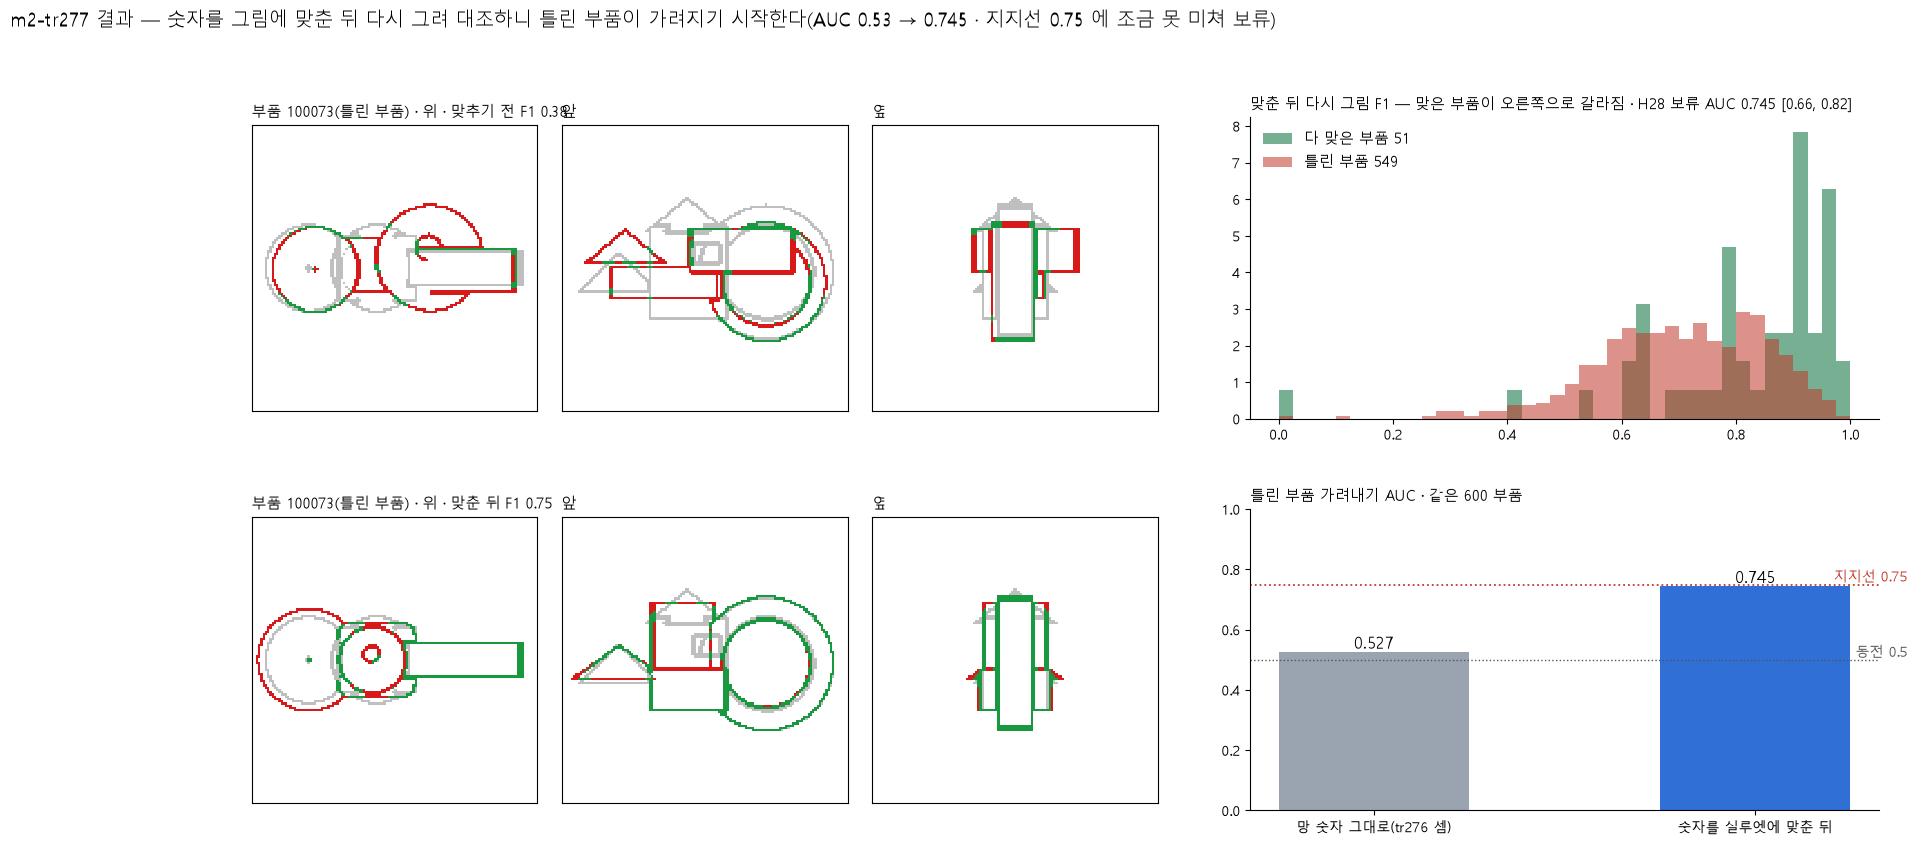 m2-tr277 결과 — 숫자를 그림에 맞춘 뒤 다시 그려 대조하니 틀린 부품이 가려지기 시작한다(AUC 0.53 → 0.745 · 지지선 0.75 에 조금 못 미쳐 보류)
부품 100073(틀린 부품) · 위 · 맞추기 전 F1 0.38
앞
옆
맞춘 뒤 다시 그림 F1 — 맞은 부품이 오른쪽으로 갈라짐 · H28 보류 AUC 0.745 [0.66, 0.82]
다 맞은 부품 51
틀린 부품 549
8
7
6
5
4
3
2
1
0
0.0 0.2 0.4 0.6 0.8 1.0
부품 100073(틀린 부품) · 위 · 맞춘 뒤 F1 0.75
앞
옆
틀린 부품 가려내기 AUC · 같은 600 부품
1.0
0.8
0.6
0.4
0.2
0.0
0.527
0.745
지지선 0.75
동전 0.5
망 숫자 그대로(tr276 셈)
숫자를 실루엣에 맞춘 뒤